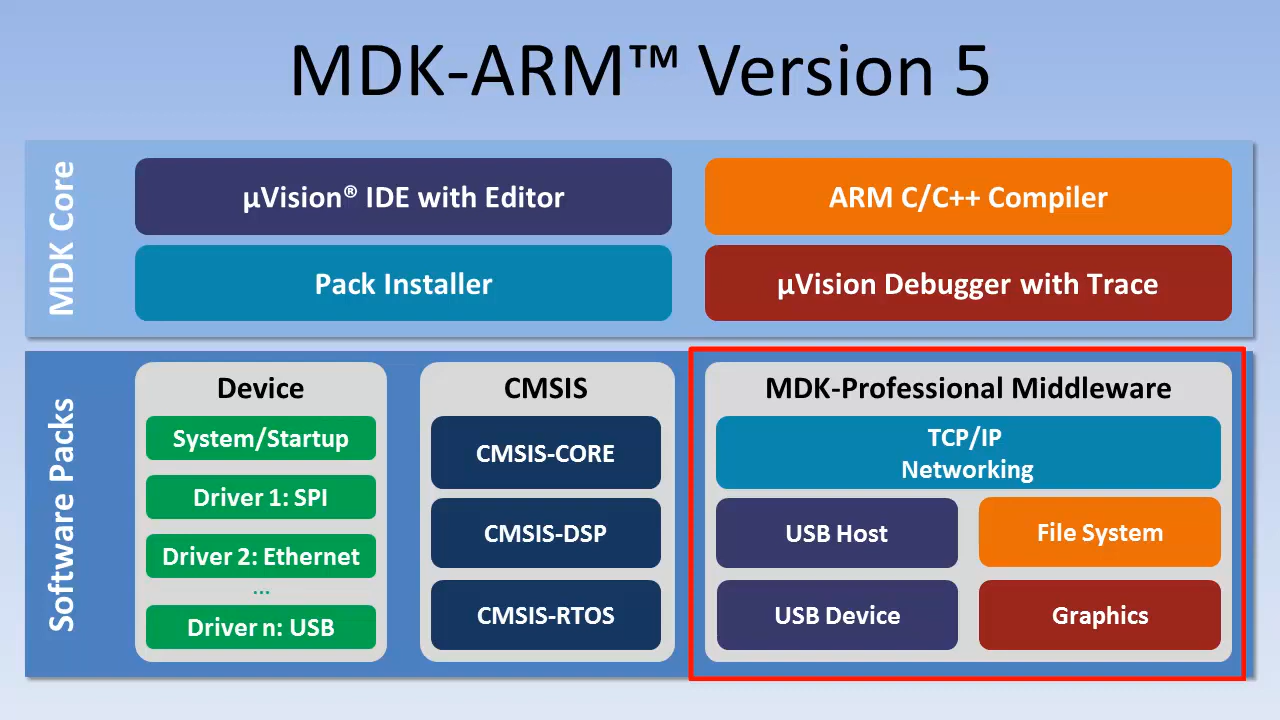 MDK-ARM™ Version 5
MDK Core
µVision® IDE with Editor
ARM C/C++ Compiler
Pack Installer
µVision Debugger with Trace
Software Packs
Device
System/Startup
Driver 1: SPI
Driver 2: Ethernet
...
Driver n: USB
CMSIS
CMSIS-CORE
CMSIS-DSP
CMSIS-RTOS
MDK-Professional Middleware
TCP/IP
Networking
USB Host
File System
USB Device
Graphics